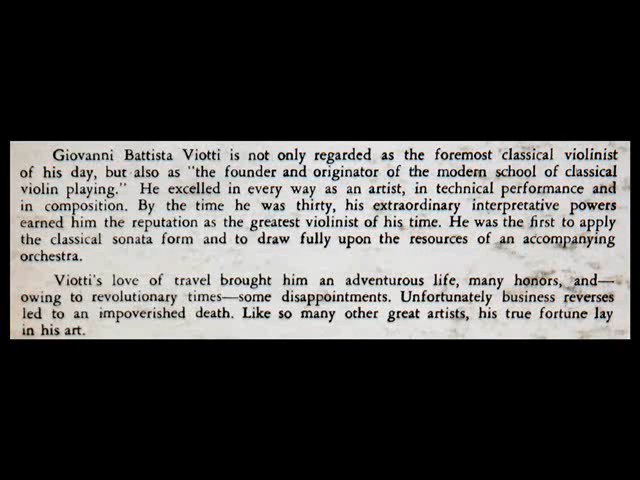 Giovanni Battista Viotti is not only regarded as the foremost classical violinist
of his day, but also as "the founder and originator of the modern school of classical
violin playing." He excelled in every way as an artist, in technical performance and
in composition. By the time he was thirty, his extraordinary interpretative powers
earned him the reputation as the greatest violinist of his time. He was the first to apply
the classical sonata form and to draw fully upon the resources of an accompanying
orchestra.
Viotti's love of travel brought him an adventurous life, many honors, and—
owing to revolutionary times—some disappointments. Unfortunately business reverses
led to an impoverished death. Like so many other great artists, his true fortune lay
in his art.